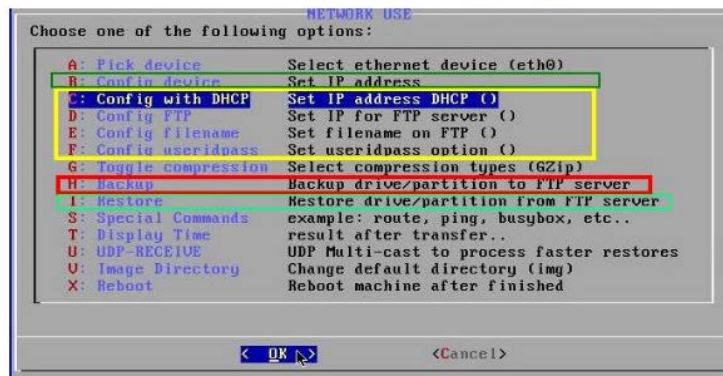 NETWORK USE
Choose one of the following options:
A: Pick device Select ethernet device (eth0)
B: Config device Set IP address
C: Config with DHCP Set IP address DHCP ()
D: Config FTP Set IP for FTP server ()
E: Config filename Set filename on FTP ()
F: Config useridpass Set useridpass option ()
G: Toggle compression Select compression types (GZip)
H: Backup Backup drive/partition to FTP server
I: Restore Restore drive/partition from FTP server
S: Special Commands example: route, ping, busybox, etc..
T: Display Time result after transfer..
U: UDP-RECEIVE UDP Multi-cast to process faster restores
V: Image Directory Change default directory (img)
X: Reboot Reboot machine after finished
< OK > <Cancel>